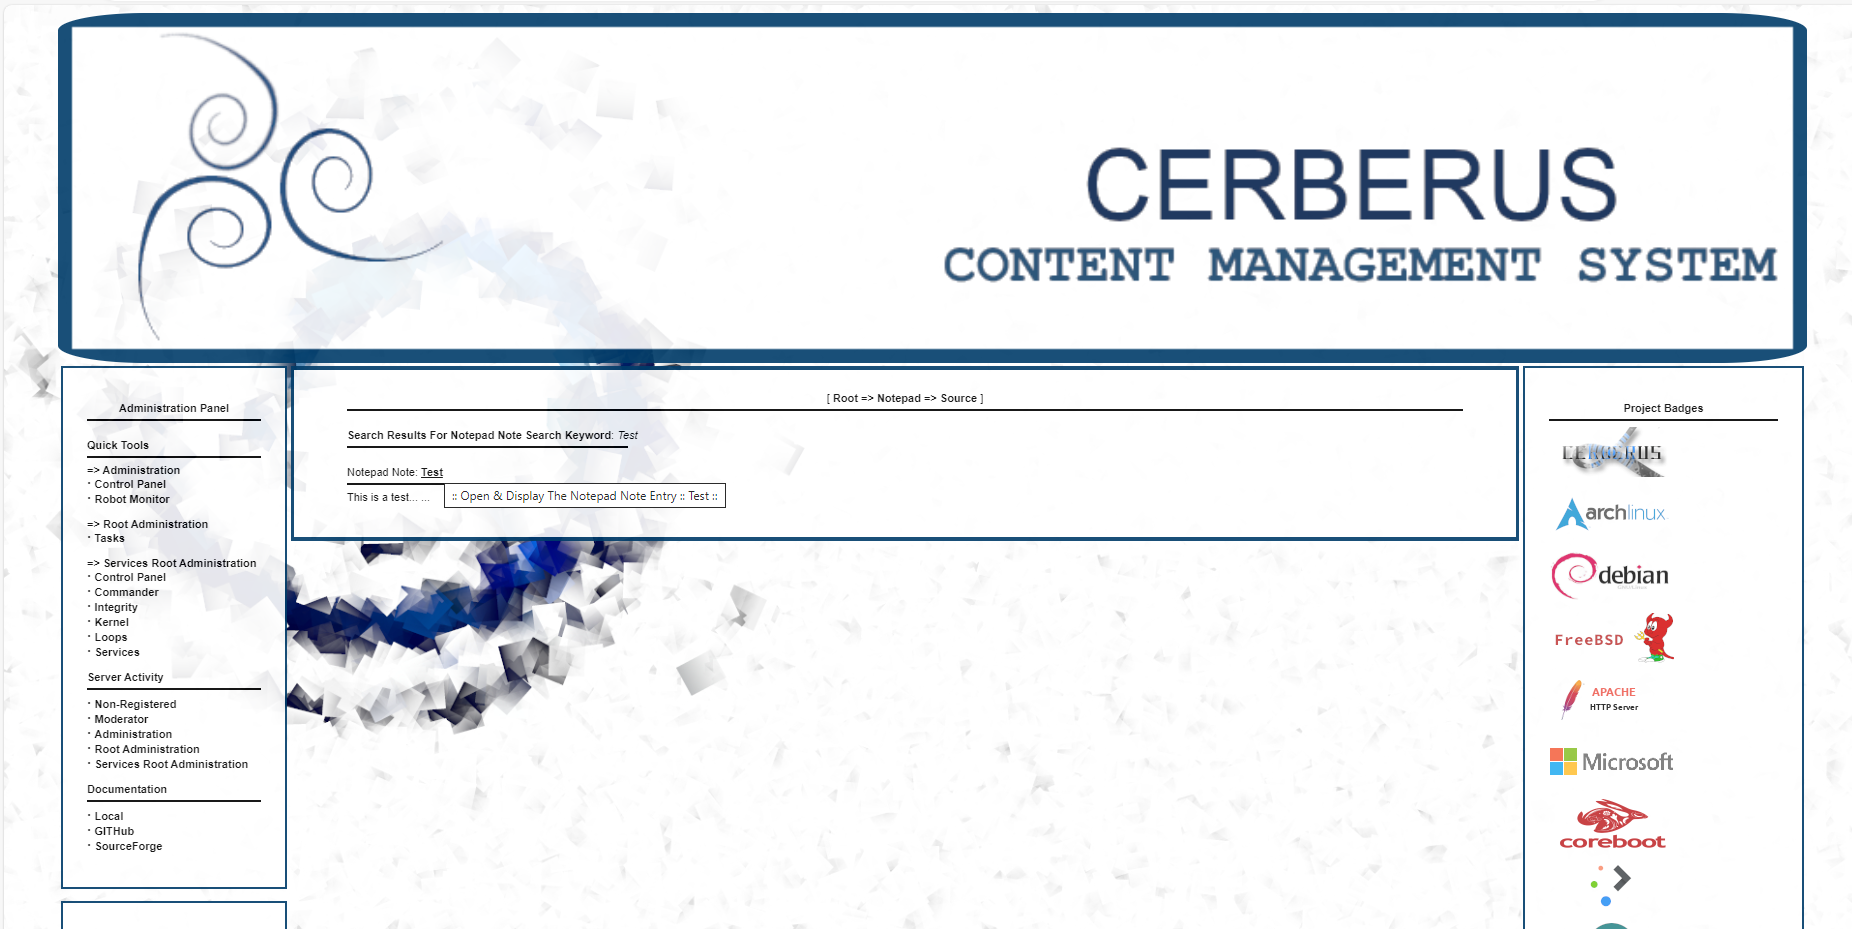 CERBERUS
CONTENT MANAGEMENT SYSTEM
Administration Panel
Quick Tools
=> Administration
· Control Panel
· Robot Monitor
=> Root Administration
· Tasks
=> Services Root Administration
· Control Panel
· Commander
· Integrity
· Kernel
· Loops
· Services
Server Activity
· Non-Registered
· Moderator
· Administration
· Root Administration
· Services Root Administration
Documentation
· Local
· GITHub
· SourceForge
[ Root => Notepad => Source ]
Search Results For Notepad Note Search Keyword: Test
Notepad Note: Test
This is a test... ...
:: Open & Display The Notepad Note Entry :: Test ::
Project Badges
CERBERUS
archlinux
debian
FreeBSD
APACHE
HTTP Server
Microsoft
coreboot